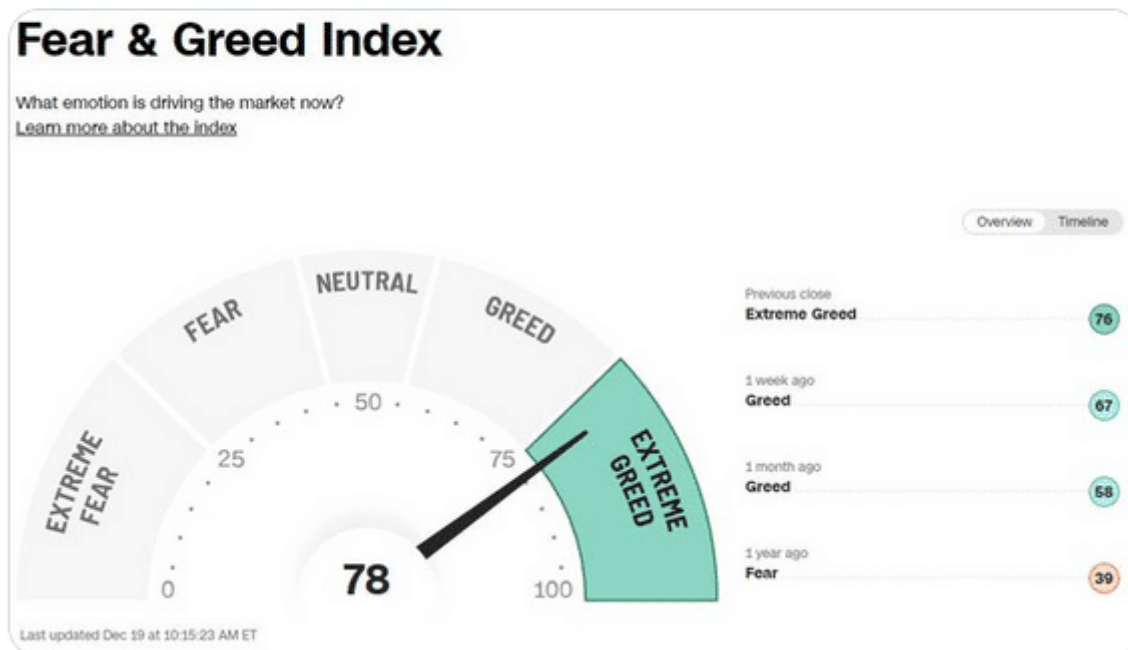 Fear & Greed Index
What emotion is driving the market now?
Learn more about the index
Overview
Timeline
EXTREME
FEAR
FEAR
NEUTRAL
GREED
EXTREME
GREED
0
25
50
75
100
78
Previous close
Extreme Greed
76
1 week ago
Greed
67
1 month ago
Greed
58
1 year ago
Fear
39
Last updated Dec 19 at 10:15:23 AM ET